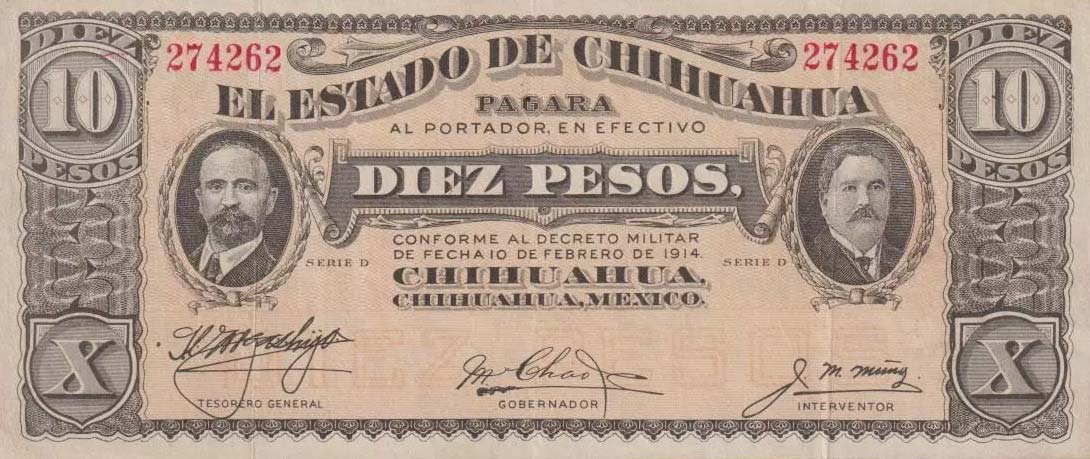 DIEZ 10 PESOS
274262
274262
DIEZ 10 PESOS
EL ESTADO DE CHIHUAHUA
PAGARA
AL PORTADOR, EN EFECTIVO
DIEZ PESOS,
CONFORME AL DECRETO MILITAR
DE FECHA 10 DE FEBRERO DE 1914.
SERIE D
SERIE D
CHIHUAHUA,
CHIHUAHUA, MEXICO.
X
X
M Chao
J. M. Muñoz
TESORERO GENERAL
GOBERNADOR
INTERVENTOR